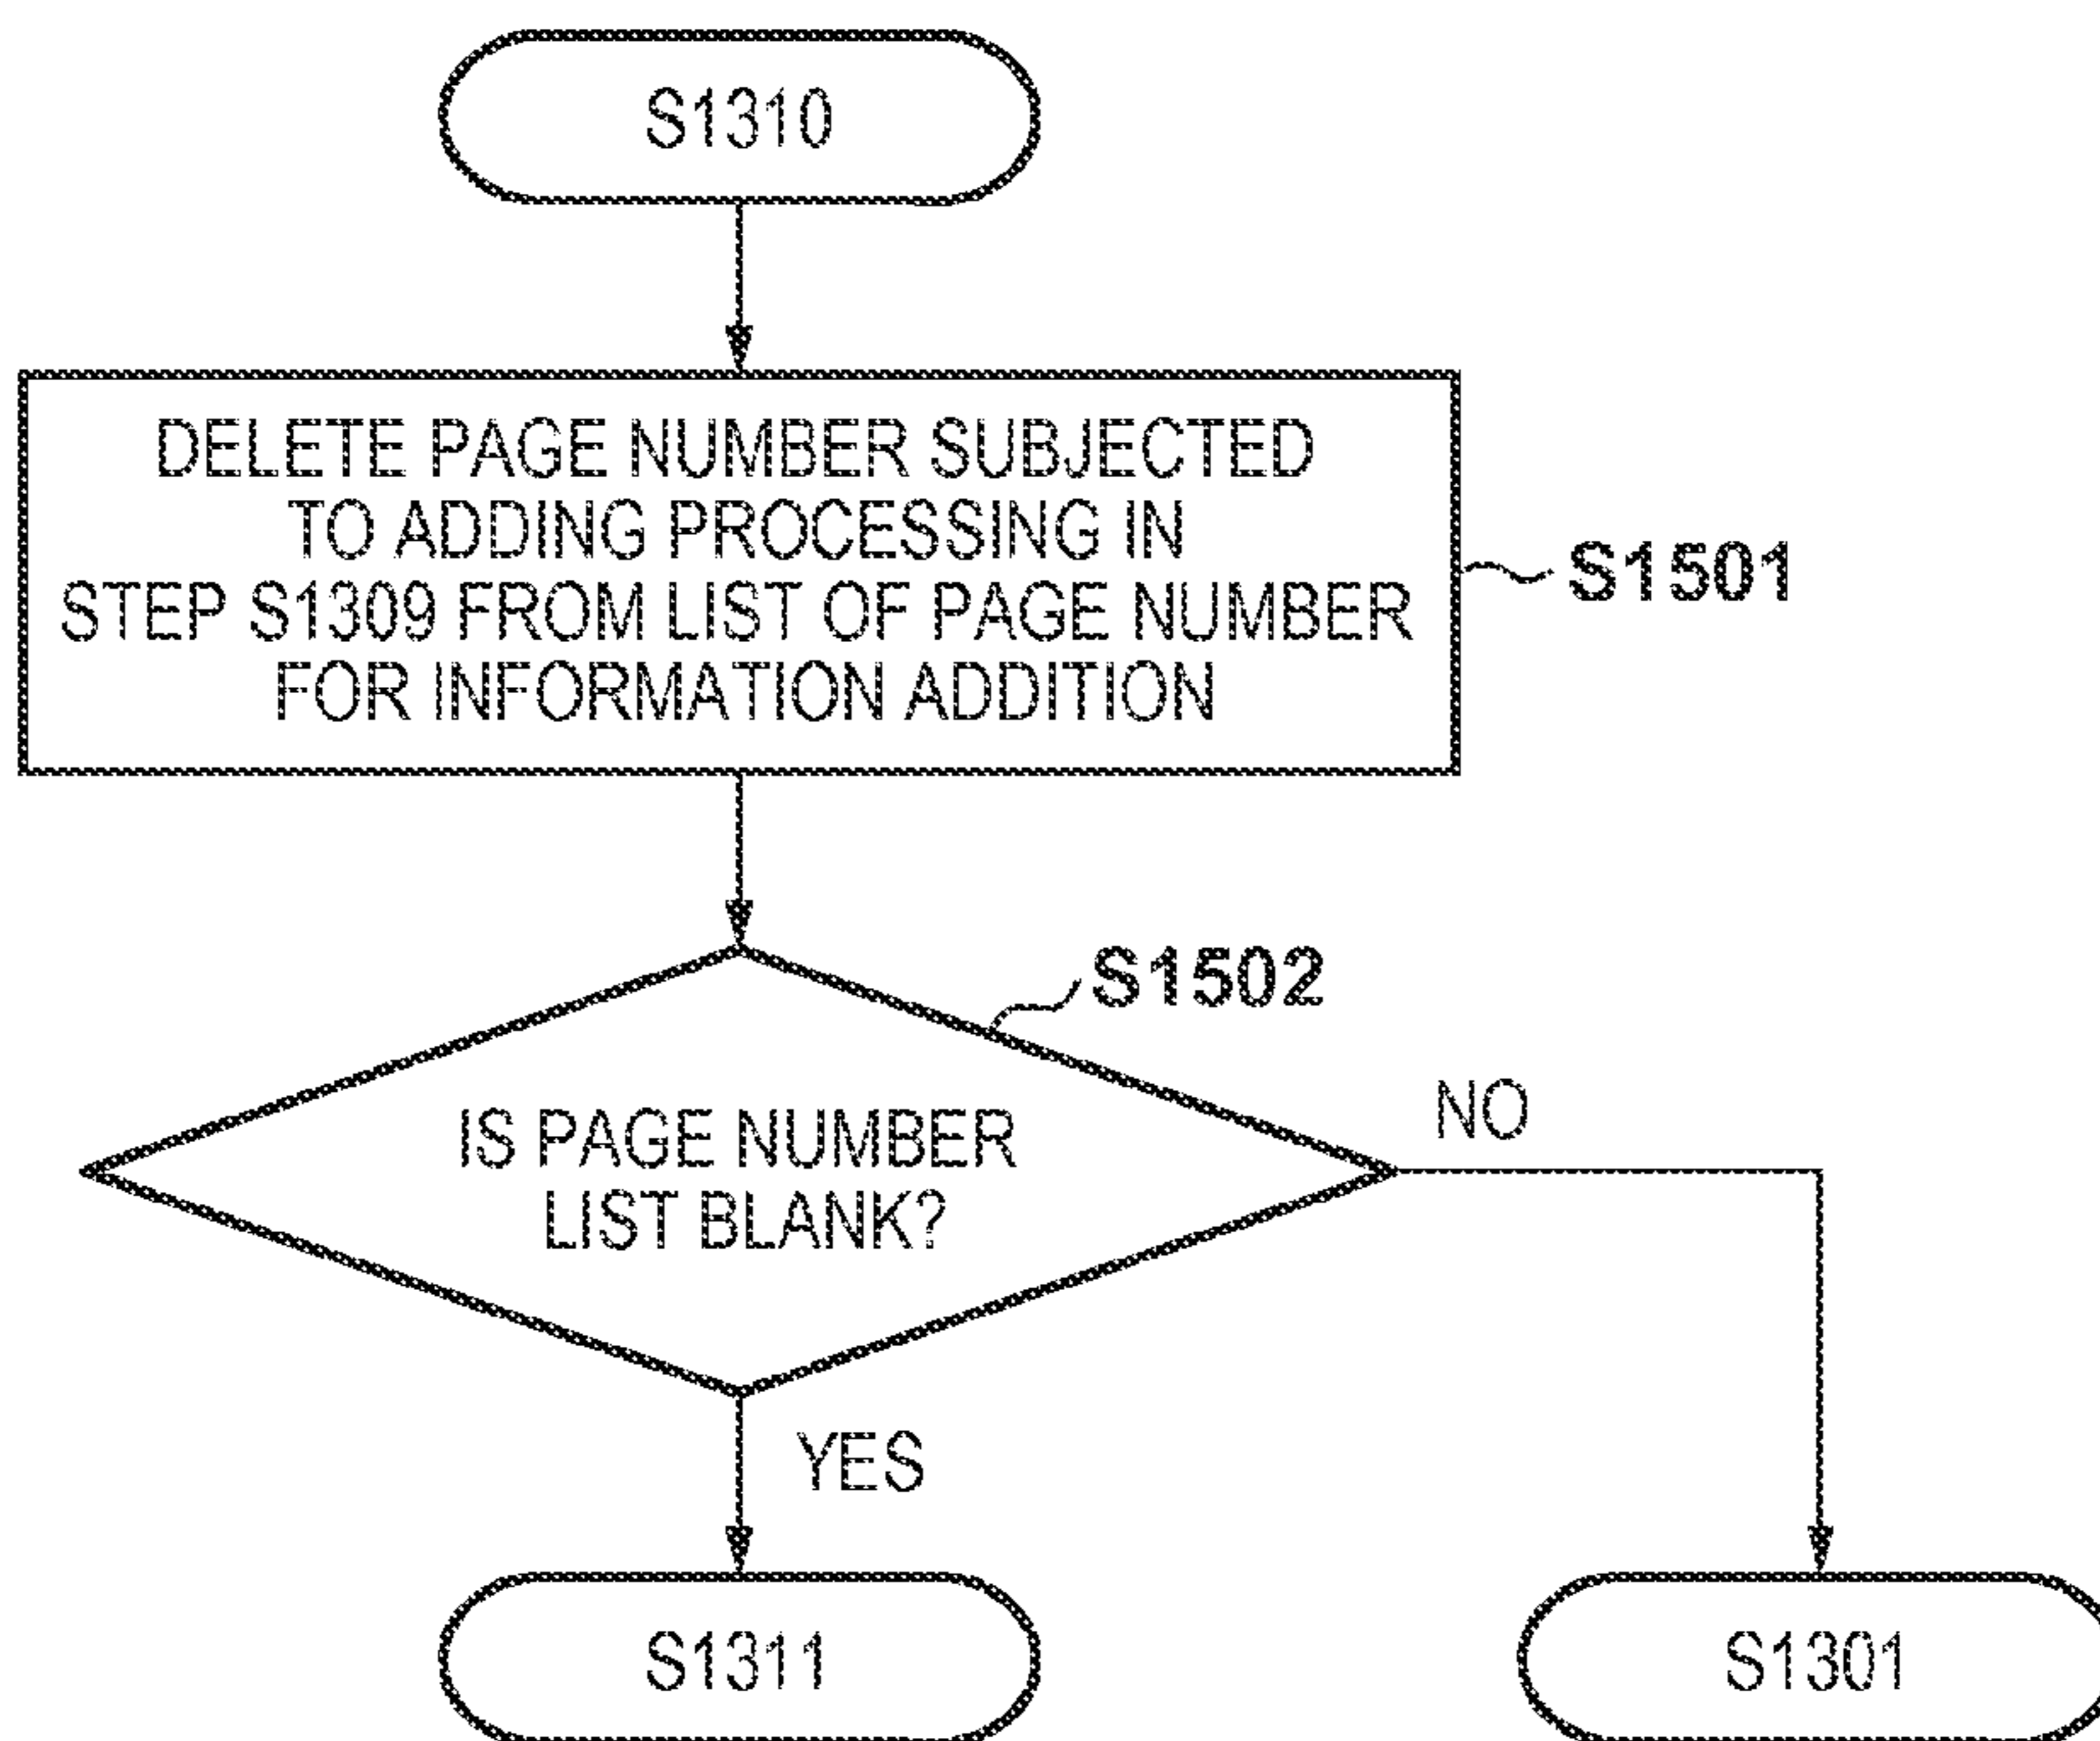 S1310
DELETE PAGE NUMBER SUBJECTED
TO ADDING PROCESSING IN
STEP S1309 FROM LIST OF PAGE NUMBER
FOR INFORMATION ADDITION
S1501
S1502
IS PAGE NUMBER
LIST BLANK?
NO
YES
S1311
S1301